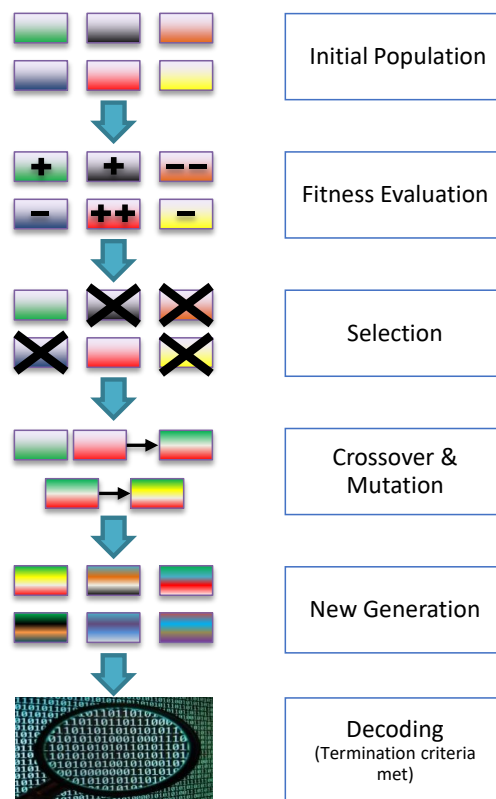 Initial Population
+
+
--
Fitness Evaluation
-
++
-
Selection
Crossover &
Mutation
New Generation
Decoding
(Termination criteria
met)